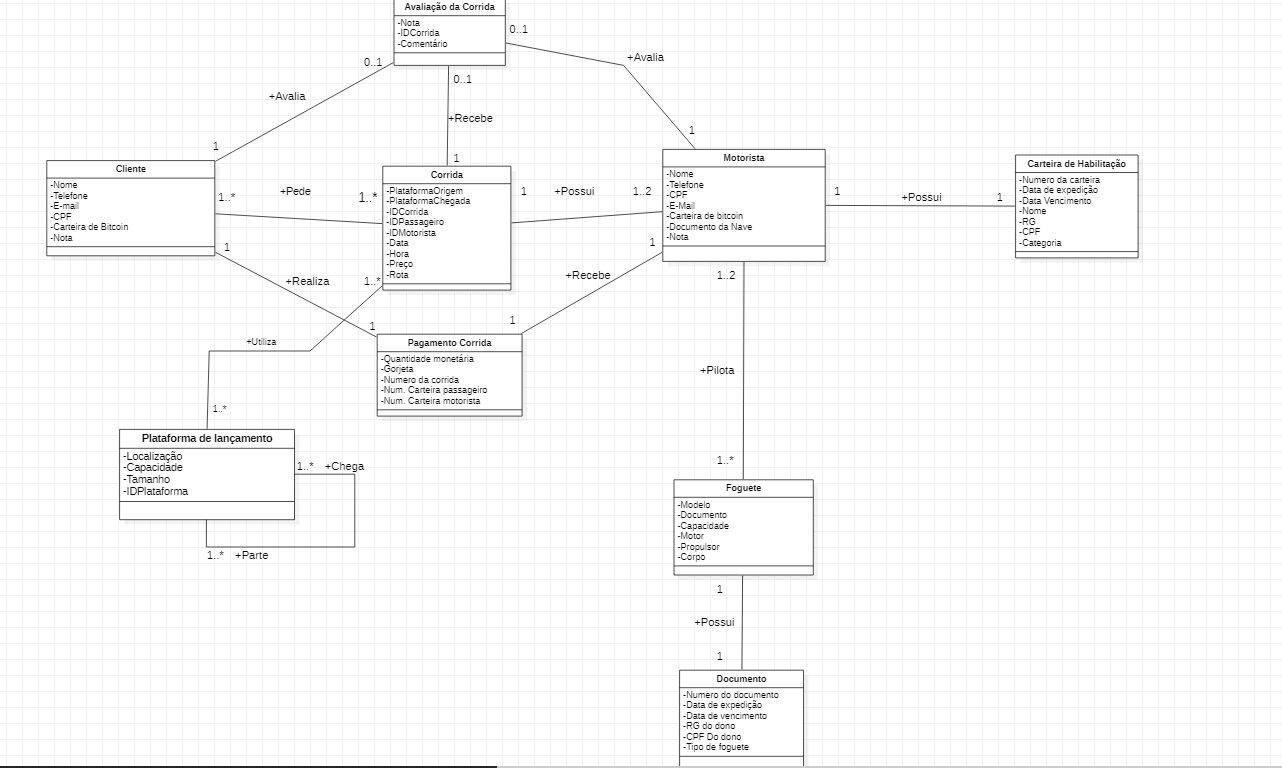 Avaliação da Corrida
-Nota
-IDCorrida
-Comentário
0..1
+Avalia
0..1
0..1
+Avalia
+Recebe
1
1
1
Cliente
-Nome
-Telefone
-E-mail
-CPF
-Carteira de Bitcoin
-Nota
1..*
+Pede
1..*
Corrida
-PlataformaOrigem
-PlataformaChegada
-IDCorrida
-IDPassageiro
-IDMotorista
-Data
-Hora
-Preço
-Rota
1
+Possui
1..2
Motorista
-Nome
-Telefone
-CPF
-E-Mail
-Carteira de bitcoin
-Documento da Nave
-Nota
1
+Possui
1
Carteira de Habilitação
-Numero da carteira
-Data de expedição
-Data Vencimento
-Nome
-RG
-CPF
-Categoria
1
+Realiza
1..*
1
+Recebe
1
1
1..2
+Utiliza
1..*
Pagamento Corrida
-Quantidade monetária
-Gorjeta
-Numero da corrida
-Num. Carteira passageiro
-Num. Carteira motorista
+Pilota
1..*
Plataforma de lançamento
-Localização
-Capacidade
-Tamanho
-IDPlataforma
1..* +Chega
1..* +Parte
Foguete
-Modelo
-Documento
-Capacidade
-Motor
-Propulsor
-Corpo
1
+Possui
1
Documento
-Numero do documento
-Data de expedição
-Data de vencimento
-RG do dono
-CPF Do dono
-Tipo de foguete